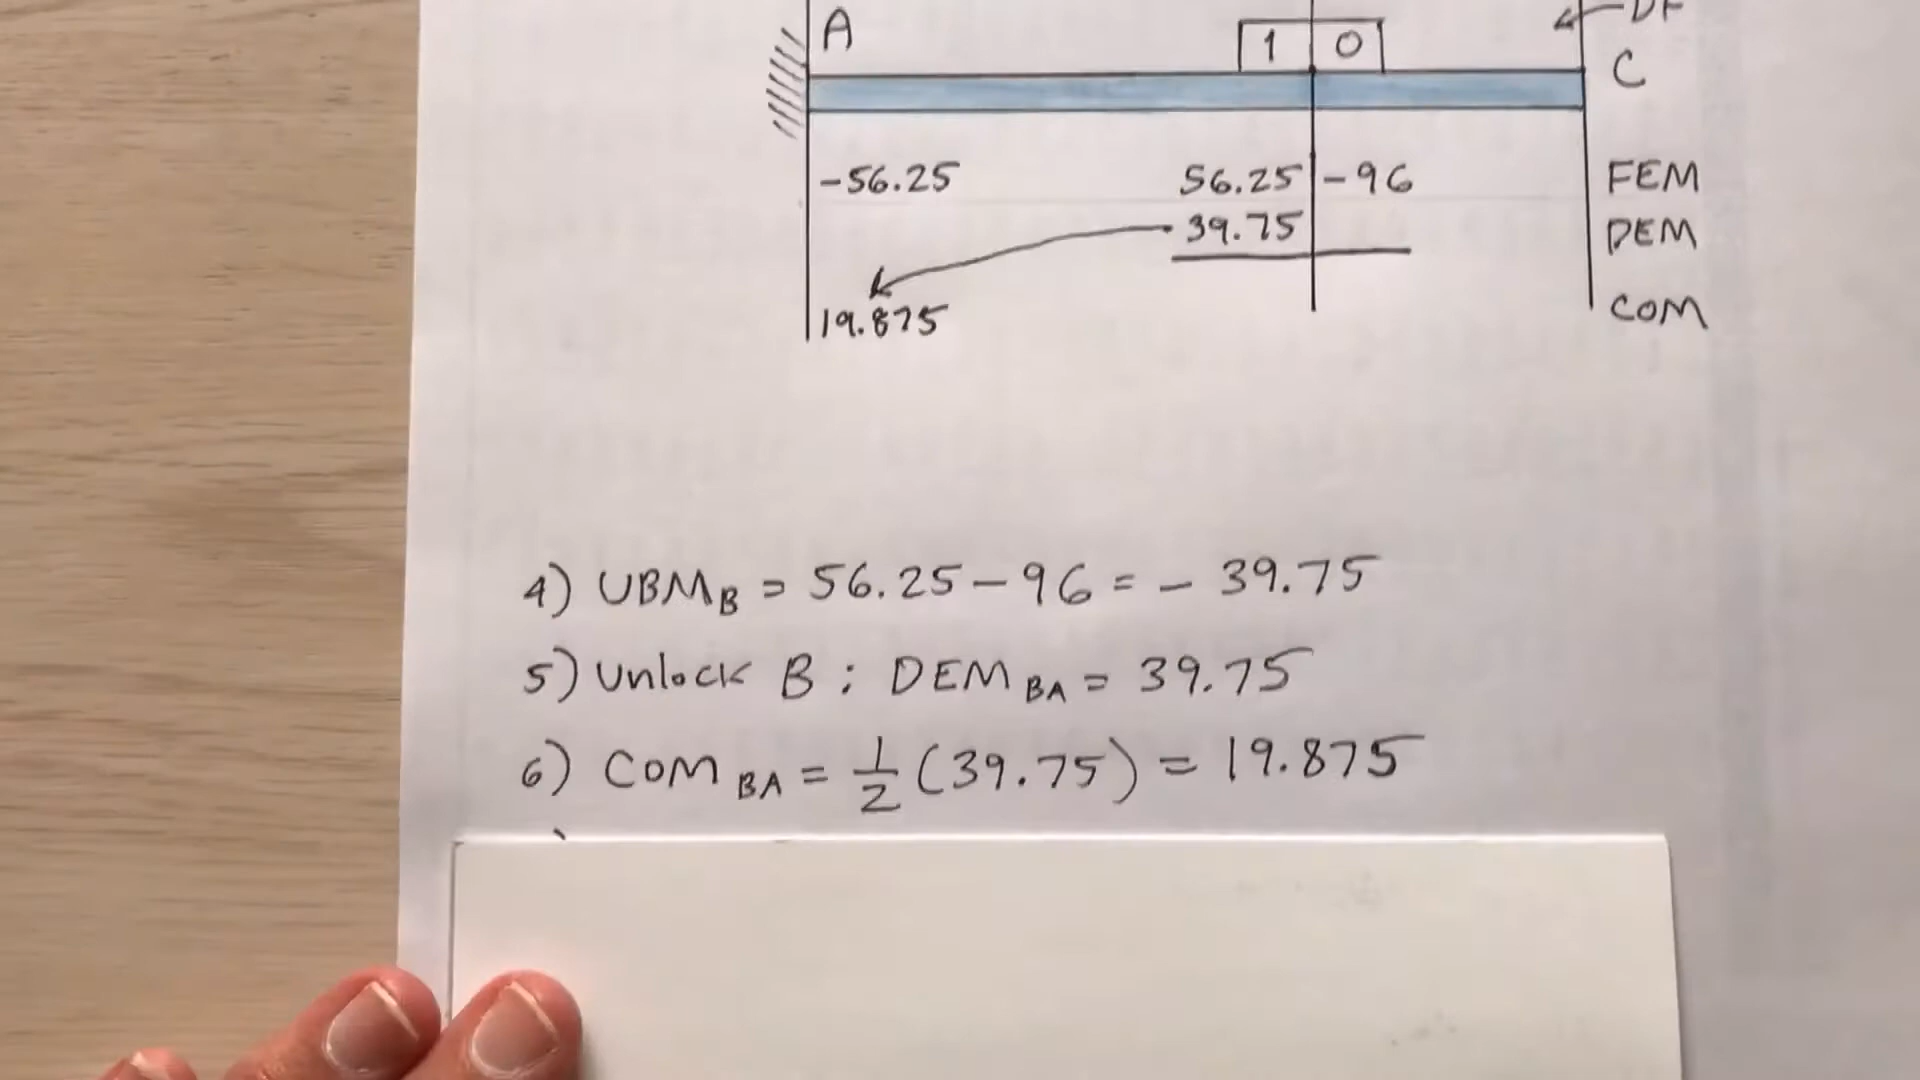 A
1 0
DF
C
-56.25 56.25 -96 FEM
39.75 DEM
19.875 COM
4) UBM_B = 56.25 - 96 = - 39.75
5) Unlock B : DEM_BA = 39.75
6) COM_BA = 1/2 (39.75) = 19.875